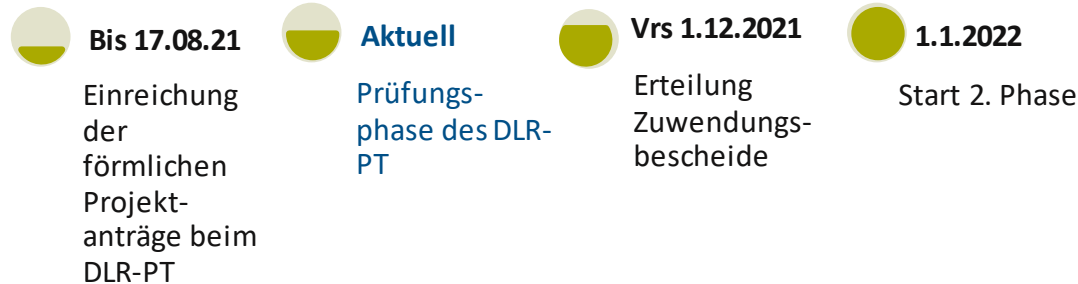 Bis 17.08.21
Einreichung
der
förmlichen
Projekt-
anträge beim
DLR-PT
Aktuell
Prüfungs-
phase des DLR-
PT
Vrs 1.12.2021
Erteilung
Zuwendungs-
bescheide
1.1.2022
Start 2. Phase